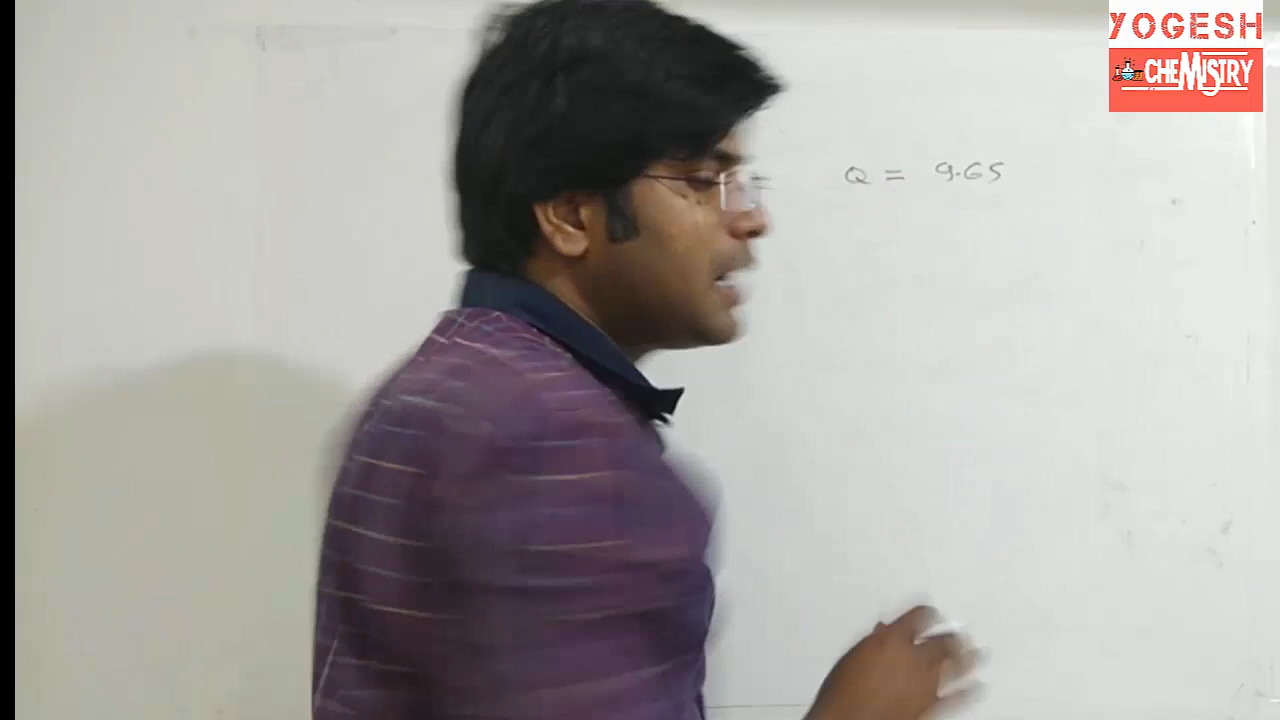 YOGESH
CHEMISTRY
= Q = 9.65